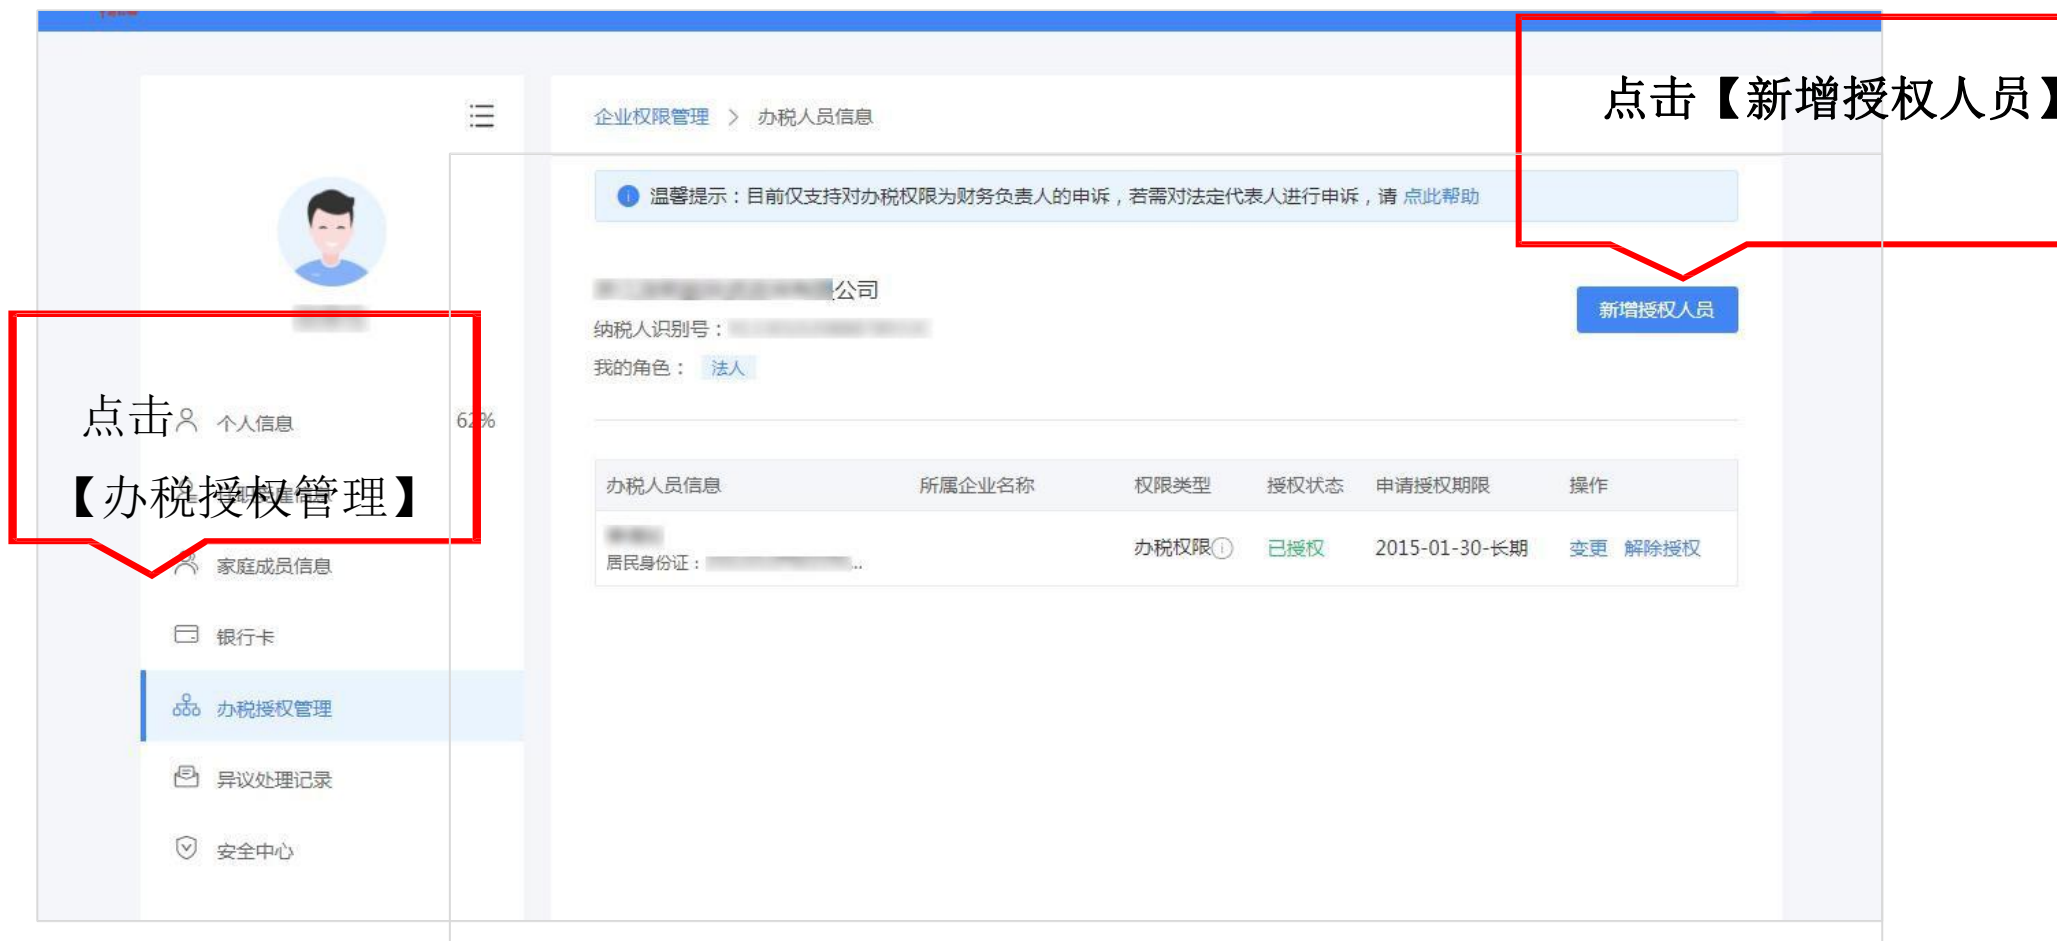 点击【新增授权人员】
企业权限管理 > 办税人员信息
温馨提示：目前仅支持对办税权限为财务负责人的申诉，若需对法定代表人进行申诉，请 点此帮助
公司
新增授权人员
纳税人识别号：
我的角色： 法人
点击
【办税授权管理】
个人信息 62%
任职受雇信息
家庭成员信息
银行卡
办税授权管理
异议处理记录
安全中心
办税人员信息 所属企业名称 权限类型 授权状态 申请授权期限 操作
办税权限 已授权 2015-01-30-长期 变更 解除授权
居民身份证： ...